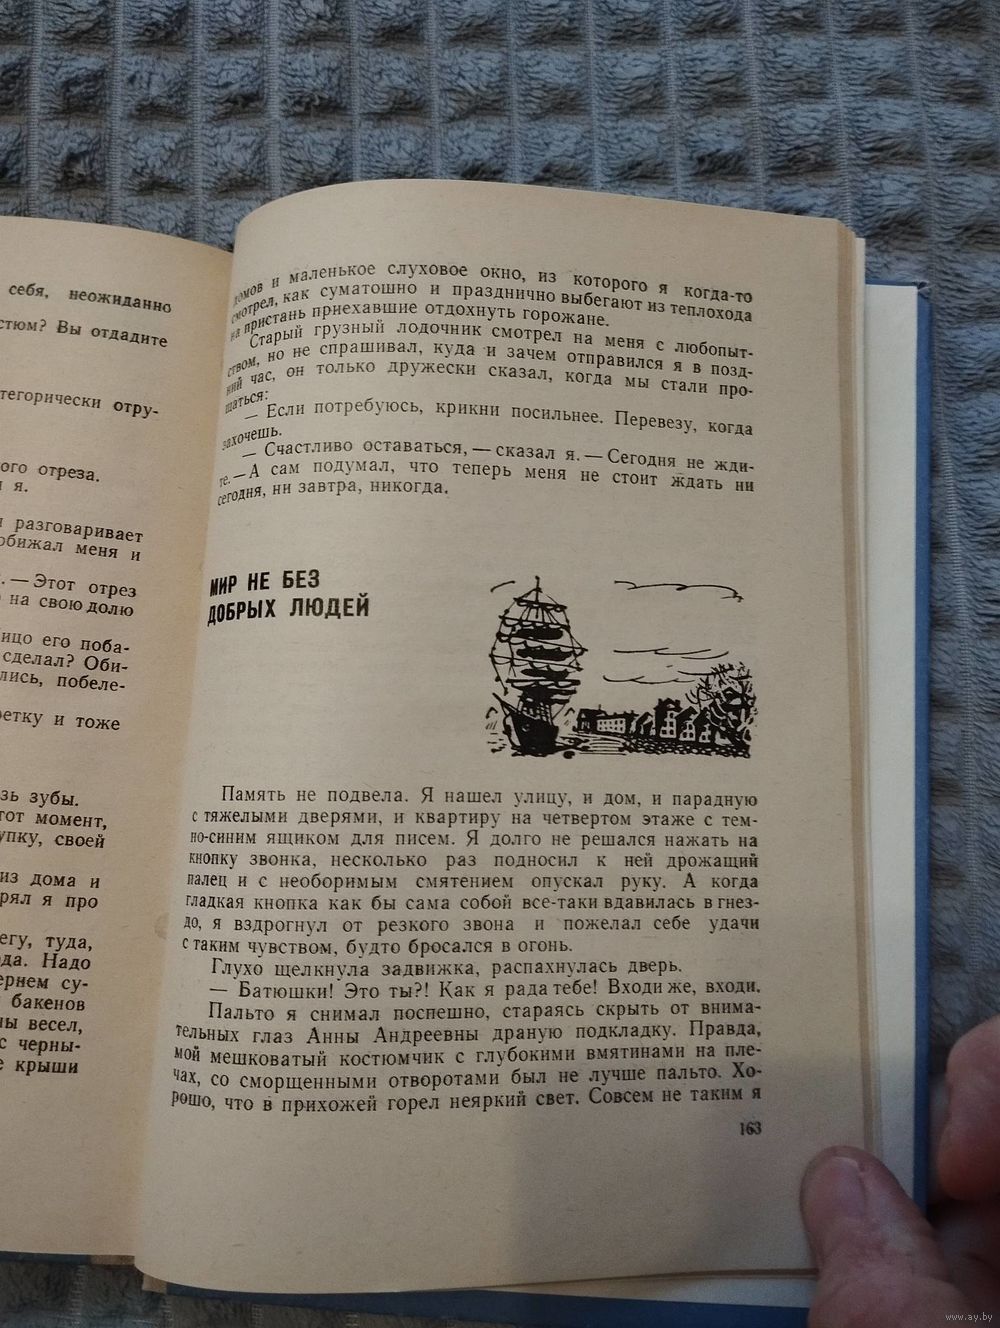 себя, неожиданно
стюм? Вы отдадите
тегорически отру-
ого отреза.
я.
разговаривает
обижал меня и
. — Этот отрез
на свою долю
лицо его поба-
сделал? Оби-
лись, побеле-
ретку и тоже
зь зубы.
тот момент,
упку, своей
из дома и
рял я про
егу, туда,
ода. Надо
ернем су-
бакенов
ны весел,
с черны-
е крыши
домов и маленькое слуховое окно, из которого я когда-то
смотрел, как суматошно и празднично выбегают из теплохода
на пристань приехавшие отдохнуть горожане.
Старый грузный лодочник смотрел на меня с любопыт-
ством, но не спрашивал, куда и зачем отправился я в позд-
ний час, он только дружески сказал, когда мы стали про-
щаться:
— Если потребуюсь, крикни посильнее. Перевезу, когда
захочешь.
— Счастливо оставаться, — сказал я. — Сегодня не жди-
те. — А сам подумал, что теперь меня не стоит ждать ни
сегодня, ни завтра, никогда.
МИР НЕ БЕЗ
ДОБРЫХ ЛЮДЕЙ
Память не подвела. Я нашел улицу, и дом, и парадную
с тяжелыми дверями, и квартиру на четвертом этаже с тем-
но-синим ящиком для писем. Я долго не решался нажать на
кнопку звонка, несколько раз подносил к ней дрожащий
палец и с необоримым смятением опускал руку. А когда
гладкая кнопка как бы сама собой все-таки вдавилась в гнез-
до, я вздрогнул от резкого звона и пожелал себе удачи
с таким чувством, будто бросался в огонь.
Глухо щелкнула задвижка, распахнулась дверь.
— Батюшки! Это ты?! Как я рада тебе! Входи же, входи.
Пальто я снимал поспешно, стараясь скрыть от внима-
тельных глаз Анны Андреевны драную подкладку. Правда,
мой мешковатый костюмчик с глубокими вмятинами на пле-
чах, со сморщенными отворотами был не лучше пальто. Хо-
рошо, что в прихожей горел неяркий свет. Совсем не таким я
163
www.ay.by